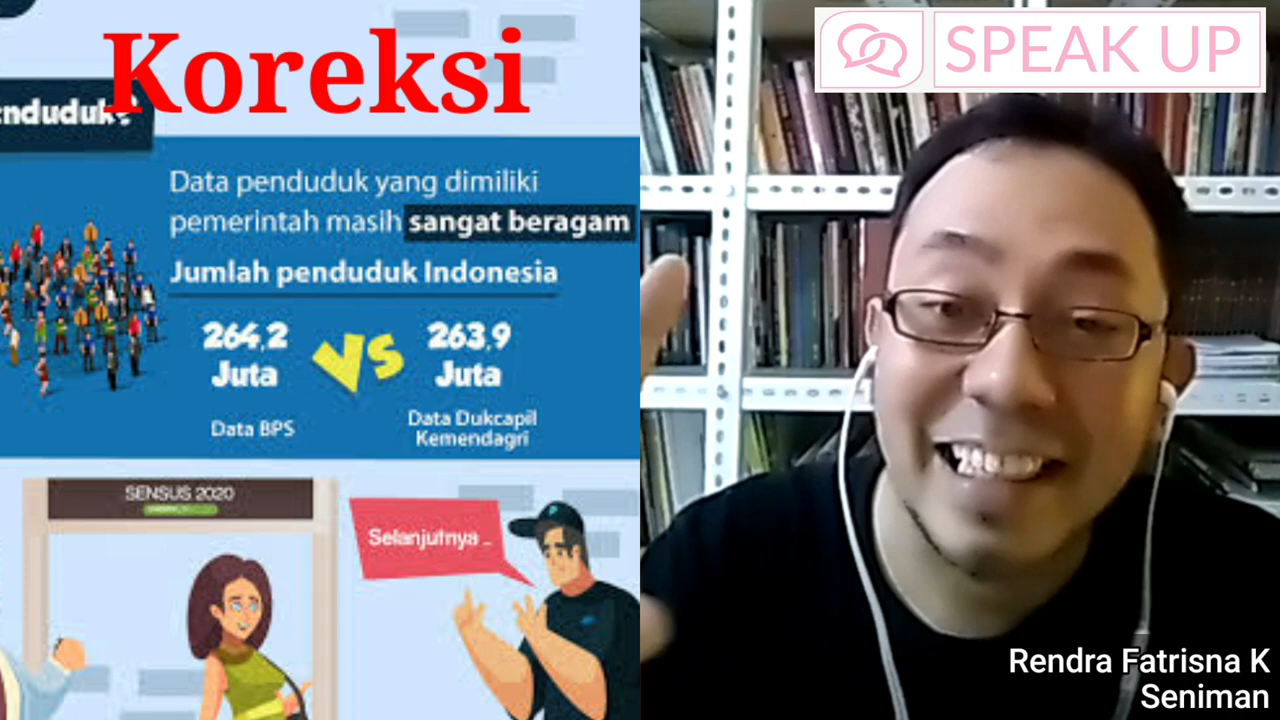 Koreksi
enduduk?
Data penduduk yang dimiliki
pemerintah masih sangat beragam
Jumlah penduduk Indonesia
264,2
Juta
Vs
263,9
Juta
Data BPS
Data Dukcapil
Kemendagri
SENSUS 2020
Selanjutnya ..
SPEAK UP
Rendra Fatrisna K
Seniman